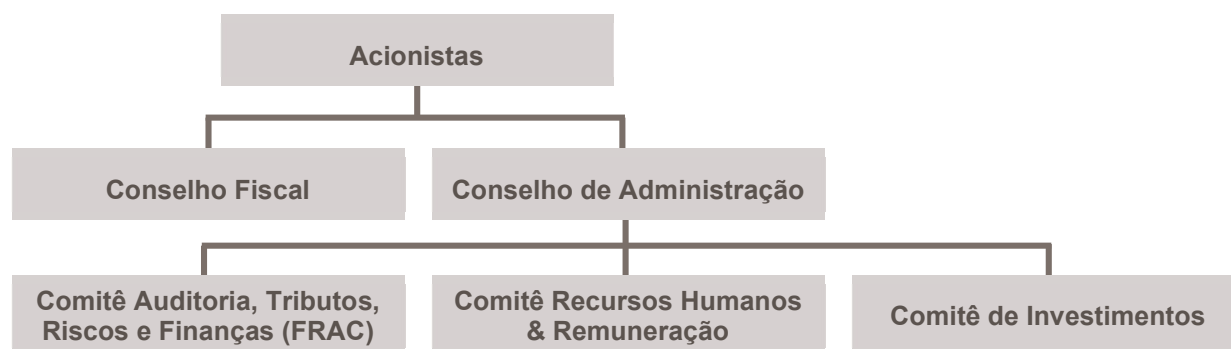 Acionistas
Conselho Fiscal
Conselho de Administração
Comitê Auditoria, Tributos,
Riscos e Finanças (FRAC)
Comitê Recursos Humanos
& Remuneração
Comitê de Investimentos